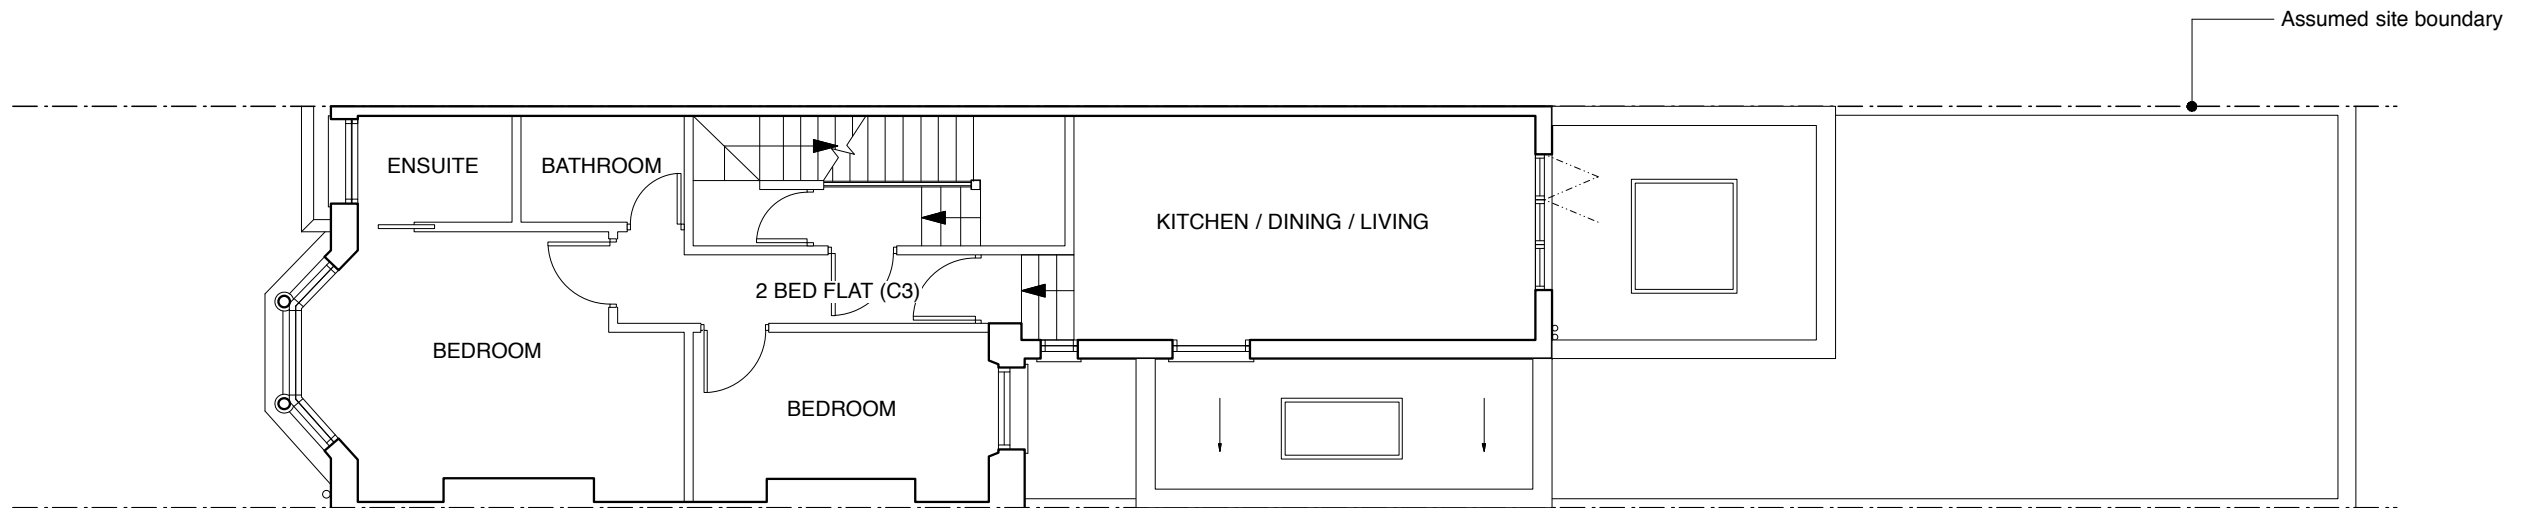 Assumed site boundary
ENSUITE
BATHROOM
KITCHEN / DINING / LIVING
2 BED FLAT (C3)
BEDROOM
BEDROOM